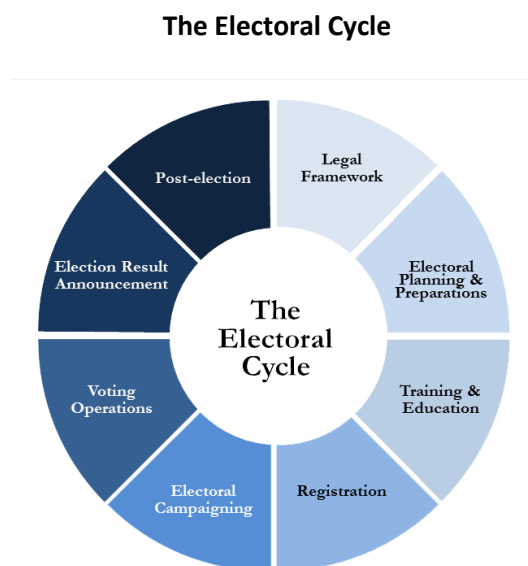 The Electoral Cycle
Legal
Framework
Electoral
Planning &
Preparations
Training &
Education
Registration
Electoral
Campaigning
Voting
Operations
Election Result
Announcement
Post-election
The
Electoral
Cycle